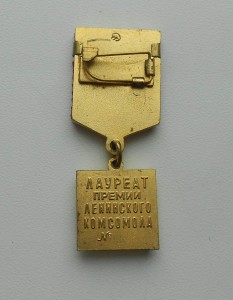 ЛАУРЕАТ
ПРЕМИИ
ЛЕНИНСКОГО
КОМСОМОЛА
№